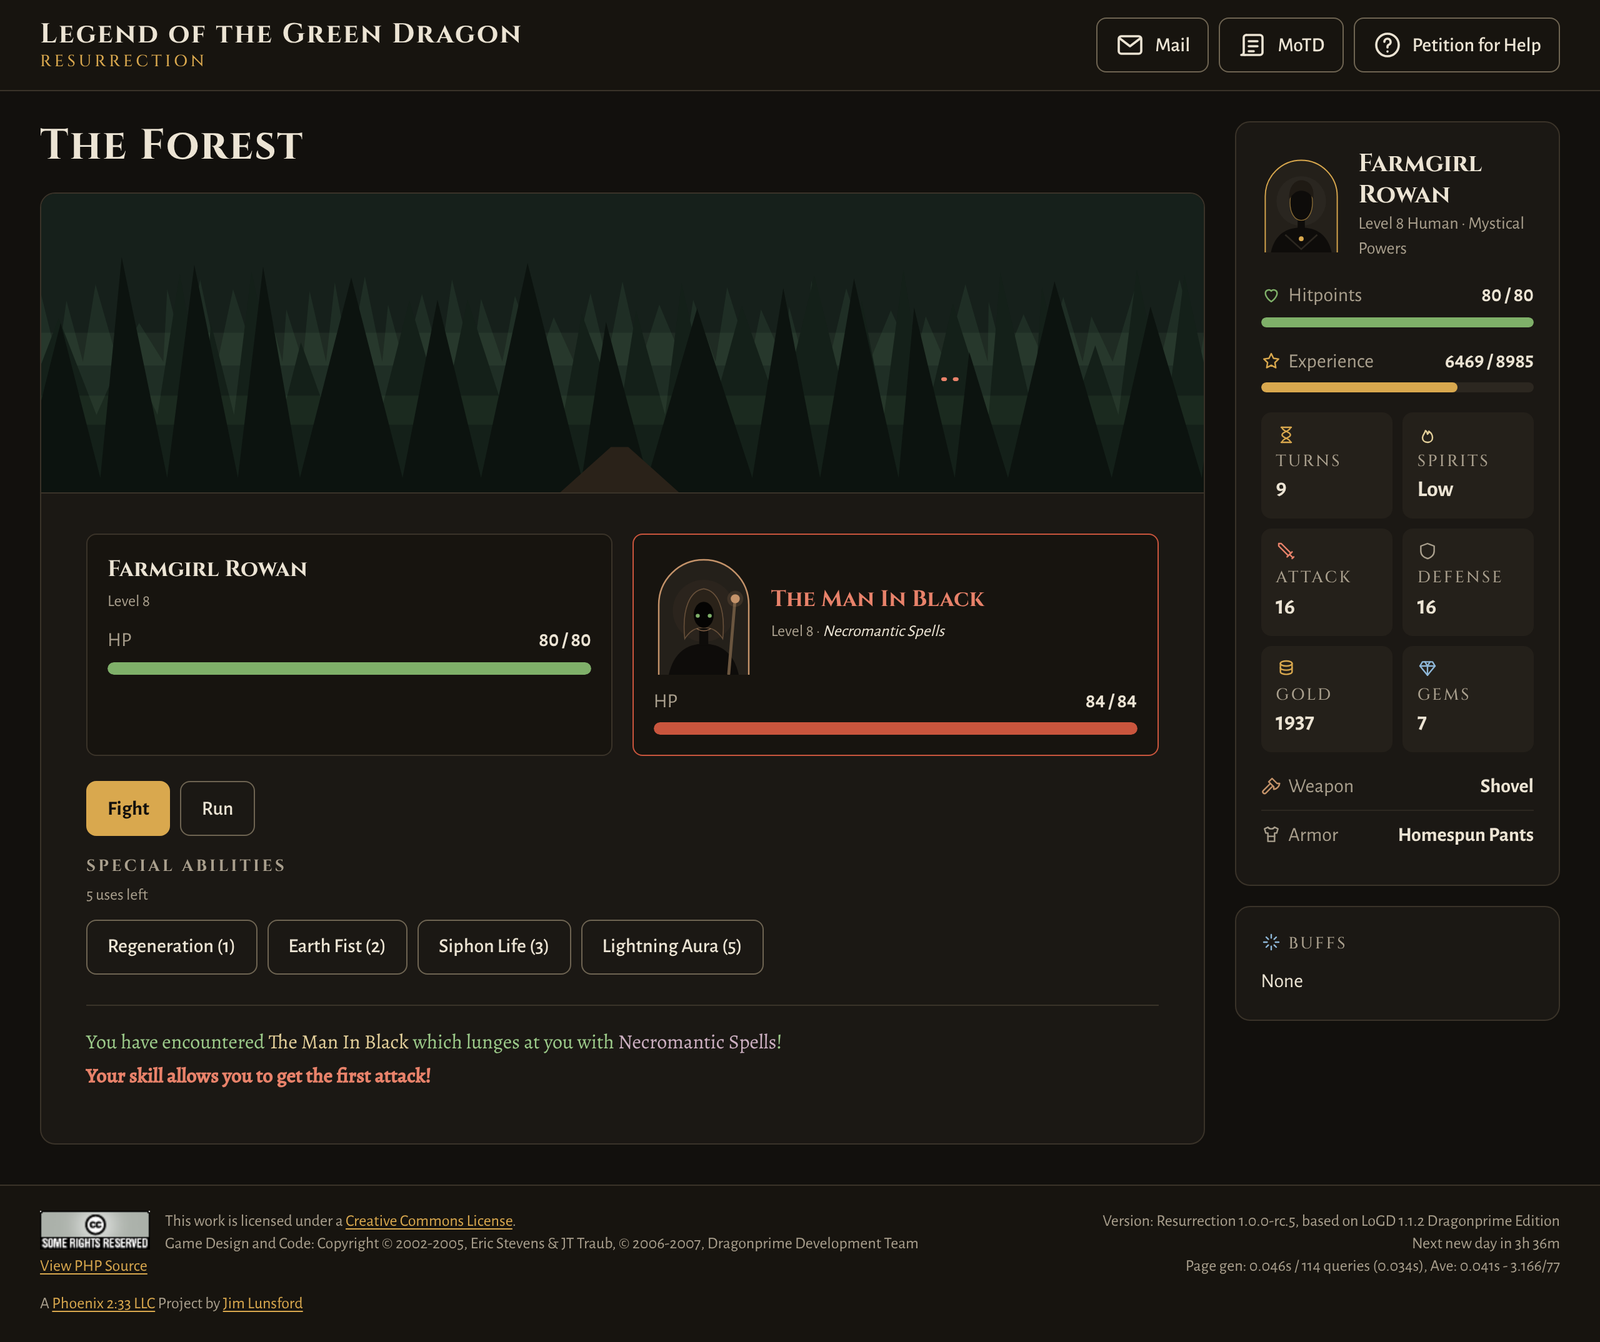 Legend of the Green Dragon
RESURRECTION
Mail
MoTD
Petition for Help
The Forest
Farmgirl Rowan
Level 8
HP 80 / 80
The Man In Black
Level 8 · Necromantic Spells
HP 84 / 84
Fight
Run
SPECIAL ABILITIES
5 uses left
Regeneration (1)
Earth Fist (2)
Siphon Life (3)
Lightning Aura (5)
You have encountered The Man In Black which lunges at you with Necromantic Spells!
Your skill allows you to get the first attack!
Farmgirl
Rowan
Level 8 Human · Mystical
Powers
Hitpoints 80 / 80
Experience 6469 / 8985
TURNS
9
SPIRITS
Low
ATTACK
16
DEFENSE
16
GOLD
1937
GEMS
7
Weapon Shovel
Armor Homespun Pants
BUFFS
None
cc
SOME RIGHTS RESERVED
This work is licensed under a Creative Commons License.
Game Design and Code: Copyright © 2002-2005, Eric Stevens & JT Traub, © 2006-2007, Dragonprime Development Team
View PHP Source
A Phoenix 2:33 LLC Project by Jim Lunsford
Version: Resurrection 1.0.0-rc.5, based on LoGD 1.1.2 Dragonprime Edition
Next new day in 3h 36m
Page gen: 0.046s / 114 queries (0.034s), Ave: 0.041s - 3.166/77